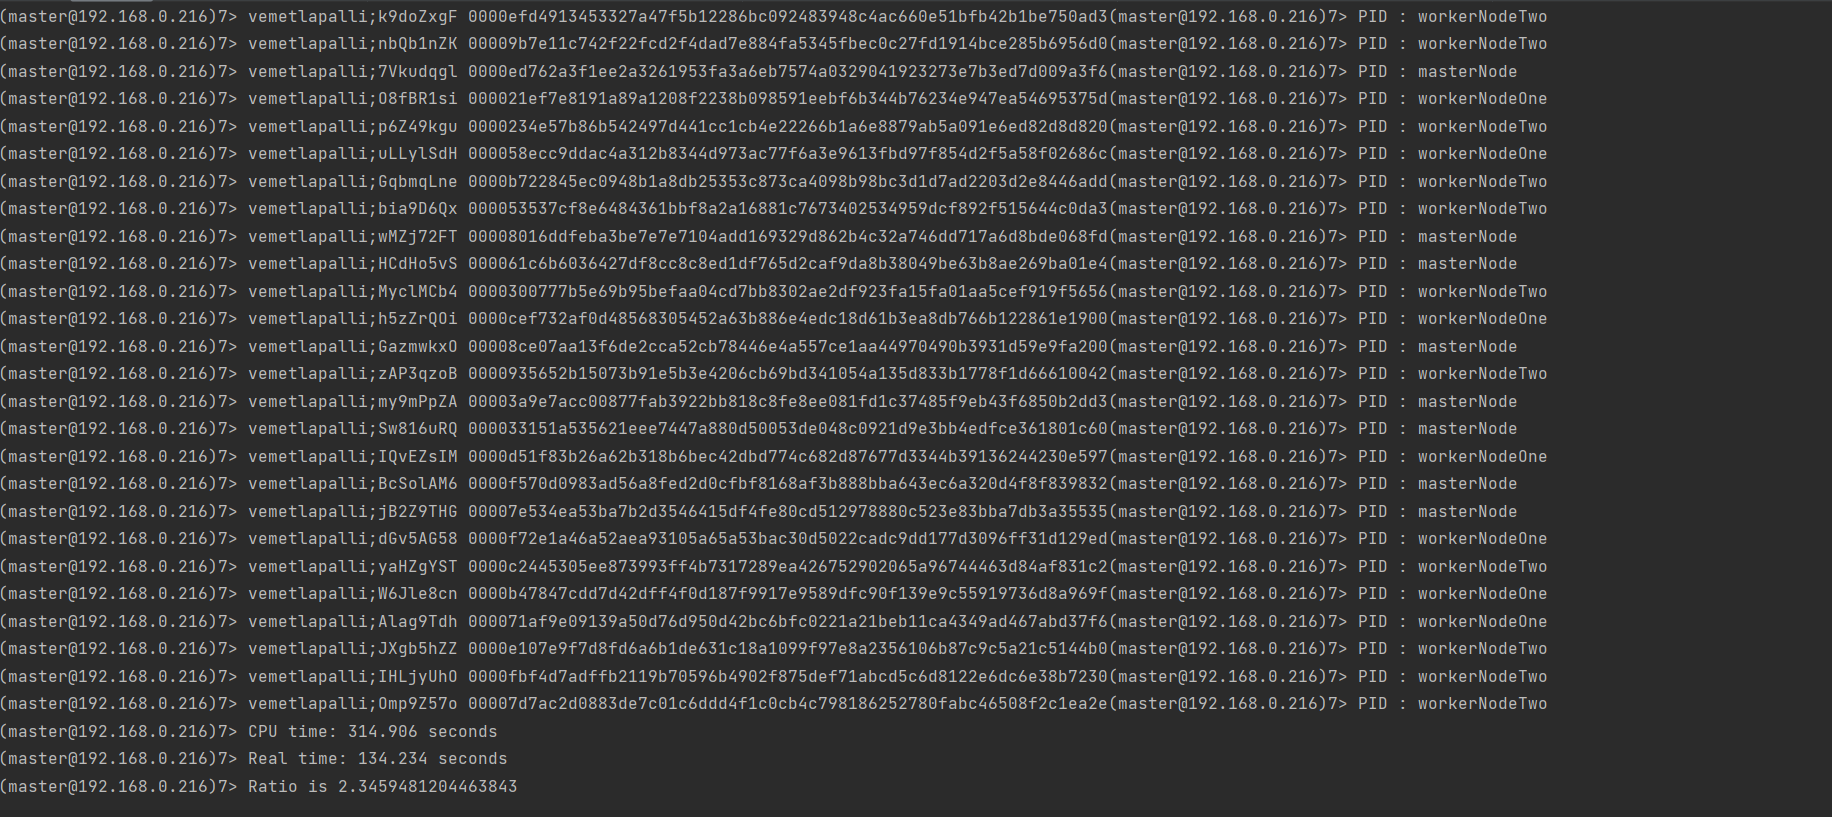 (master@192.168.0.216)7> vemetlapalli;k9doZxgF 0000efd4913453327a47f5b12286bc092483948c4ac660e51bfb42b1be750ad3(master@192.168.0.216)7> PID : workerNodeTwo
(master@192.168.0.216)7> vemetlapalli;nbQb1nZK 00009b7e11c742f22fcd2f4dad7e884fa5345fbec0c27fd1914bce285b6956d0(master@192.168.0.216)7> PID : workerNodeTwo
(master@192.168.0.216)7> vemetlapalli;7Vkudqgl 0000ed762a3f1ee2a3261953fa3a6eb7574a0329041923273e7b3ed7d009a3f6(master@192.168.0.216)7> PID : masterNode
(master@192.168.0.216)7> vemetlapalli;O8fBR1si 000021ef7e8191a89a1208f2238b098591eebf6b344b76234e947ea54695375d(master@192.168.0.216)7> PID : workerNodeOne
(master@192.168.0.216)7> vemetlapalli;p6Z49kgu 0000234e57b86b542497d441cc1cb4e22266b1a6e8879ab5a091e6ed82d8d820(master@192.168.0.216)7> PID : workerNodeTwo
(master@192.168.0.216)7> vemetlapalli;uLLylSdH 000058ecc9ddac4a312b8344d973ac77f6a3e9613fbd97f854d2f5a58f02686c(master@192.168.0.216)7> PID : workerNodeOne
(master@192.168.0.216)7> vemetlapalli;GqbmqLne 0000b722845ec0948b1a8db25353c873ca4098b98bc3d1d7ad2203d2e8446add(master@192.168.0.216)7> PID : workerNodeTwo
(master@192.168.0.216)7> vemetlapalli;bia9D6Qx 000053537cf8e6484361bbf8a2a16881c7673402534959dcf892f515644c0da3(master@192.168.0.216)7> PID : workerNodeTwo
(master@192.168.0.216)7> vemetlapalli;wMZj72FT 00008016ddfeba3be7e7e7104add169329d862b4c32a746dd717a6d8bde068fd(master@192.168.0.216)7> PID : masterNode
(master@192.168.0.216)7> vemetlapalli;HCdHo5vS 000061c6b6036427df8cc8c8ed1df765d2caf9da8b38049be63b8ae269ba01e4(master@192.168.0.216)7> PID : masterNode
(master@192.168.0.216)7> vemetlapalli;MyclMCb4 0000300777b5e69b95befaa04cd7bb8302ae2df923fa15fa01aa5cef919f5656(master@192.168.0.216)7> PID : workerNodeTwo
(master@192.168.0.216)7> vemetlapalli;h5zZrQOi 0000cef732af0d48568305452a63b886e4edc18d61b3ea8db766b122861e1900(master@192.168.0.216)7> PID : workerNodeOne
(master@192.168.0.216)7> vemetlapalli;GazmwkxO 00008ce07aa13f6de2cca52cb78446e4a557ce1aa44970490b3931d59e9fa200(master@192.168.0.216)7> PID : masterNode
(master@192.168.0.216)7> vemetlapalli;zAP3qzoB 0000935652b15073b91e5b3e4206cb69bd341054a135d833b1778f1d66610042(master@192.168.0.216)7> PID : workerNodeTwo
(master@192.168.0.216)7> vemetlapalli;my9mPpZA 00003a9e7acc00877fab3922bb818c8fe8ee081fd1c37485f9eb43f6850b2dd3(master@192.168.0.216)7> PID : masterNode
(master@192.168.0.216)7> vemetlapalli;Sw816uRQ 000033151a535621eee7447a880d50053de048c0921d9e3bb4edfce361801c60(master@192.168.0.216)7> PID : masterNode
(master@192.168.0.216)7> vemetlapalli;IQvEZsIM 0000d51f83b26a62b318b6bec42dbd774c682d87677d3344b39136244230e597(master@192.168.0.216)7> PID : workerNodeOne
(master@192.168.0.216)7> vemetlapalli;BcSolAM6 0000f570d0983ad56a8fed2d0cfbf8168af3b888bba643ec6a320d4f8f839832(master@192.168.0.216)7> PID : masterNode
(master@192.168.0.216)7> vemetlapalli;jB2Z9THG 00007e534ea53ba7b2d3546415df4fe80cd512978880c523e83bba7db3a35535(master@192.168.0.216)7> PID : masterNode
(master@192.168.0.216)7> vemetlapalli;dGv5AG58 0000f72e1a46a52aea93105a65a53bac30d5022cadc9dd177d3096ff31d129ed(master@192.168.0.216)7> PID : workerNodeOne
(master@192.168.0.216)7> vemetlapalli;yaHZgYST 0000c2445305ee873993ff4b7317289ea426752902065a96744463d84af831c2(master@192.168.0.216)7> PID : workerNodeTwo
(master@192.168.0.216)7> vemetlapalli;W6Jle8cn 0000b47847cdd7d42dff4f0d187f9917e9589dfc90f139e9c55919736d8a969f(master@192.168.0.216)7> PID : workerNodeOne
(master@192.168.0.216)7> vemetlapalli;Alag9Tdh 000071af9e09139a50d76d950d42bc6bfc0221a21beb11ca4349ad467abd37f6(master@192.168.0.216)7> PID : workerNodeOne
(master@192.168.0.216)7> vemetlapalli;JXgb5hZZ 0000e107e9f7d8fd6a6b1de631c18a1099f97e8a2356106b87c9c5a21c5144b0(master@192.168.0.216)7> PID : workerNodeTwo
(master@192.168.0.216)7> vemetlapalli;IHLjyUhO 0000fbf4d7adffb2119b70596b4902f875def71abcd5c6d8122e6dc6e38b7230(master@192.168.0.216)7> PID : workerNodeTwo
(master@192.168.0.216)7> vemetlapalli;Omp9Z57o 00007d7ac2d0883de7c01c6ddd4f1c0cb4c798186252780fabc46508f2c1ea2e(master@192.168.0.216)7> PID : workerNodeTwo
(master@192.168.0.216)7> CPU time: 314.906 seconds
(master@192.168.0.216)7> Real time: 134.234 seconds
(master@192.168.0.216)7> Ratio is 2.3459481204463843